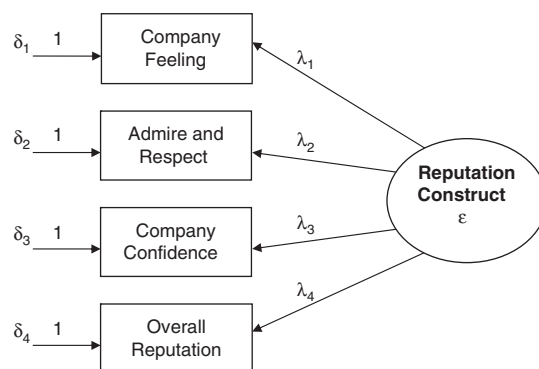 δ1 1 Company Feeling
λ1
δ2 1 Admire and Respect
λ2
Reputation Construct
ε
δ3 1 Company Confidence
λ3
δ4 1 Overall Reputation
λ4